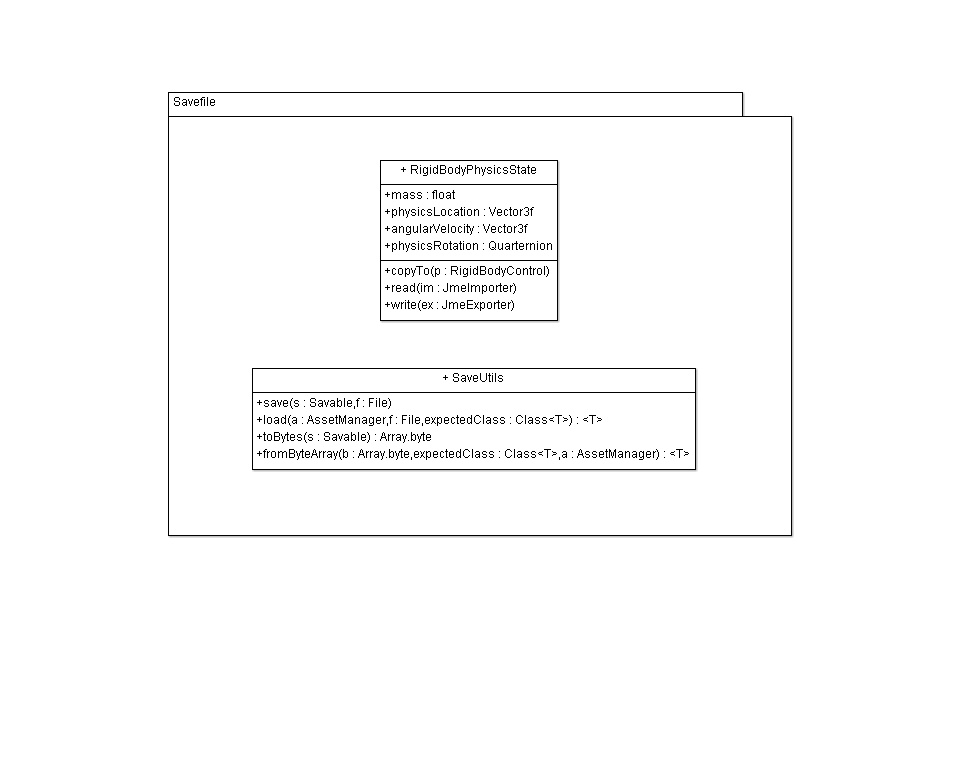 Savefile
+ RigidBodyPhysicsState
+mass : float
+physicsLocation : Vector3f
+angularVelocity : Vector3f
+physicsRotation : Quarternion
+copyTo(p : RigidBodyControl)
+read(im : JmeImporter)
+write(ex : JmeExporter)
+ SaveUtils
+save(s : Savable,f : File)
+load(a : AssetManager,f : File,expectedClass : Class<T>) : <T>
+toBytes(s : Savable) : Array.byte
+fromByteArray(b : Array.byte,expectedClass : Class<T>,a : AssetManager) : <T>